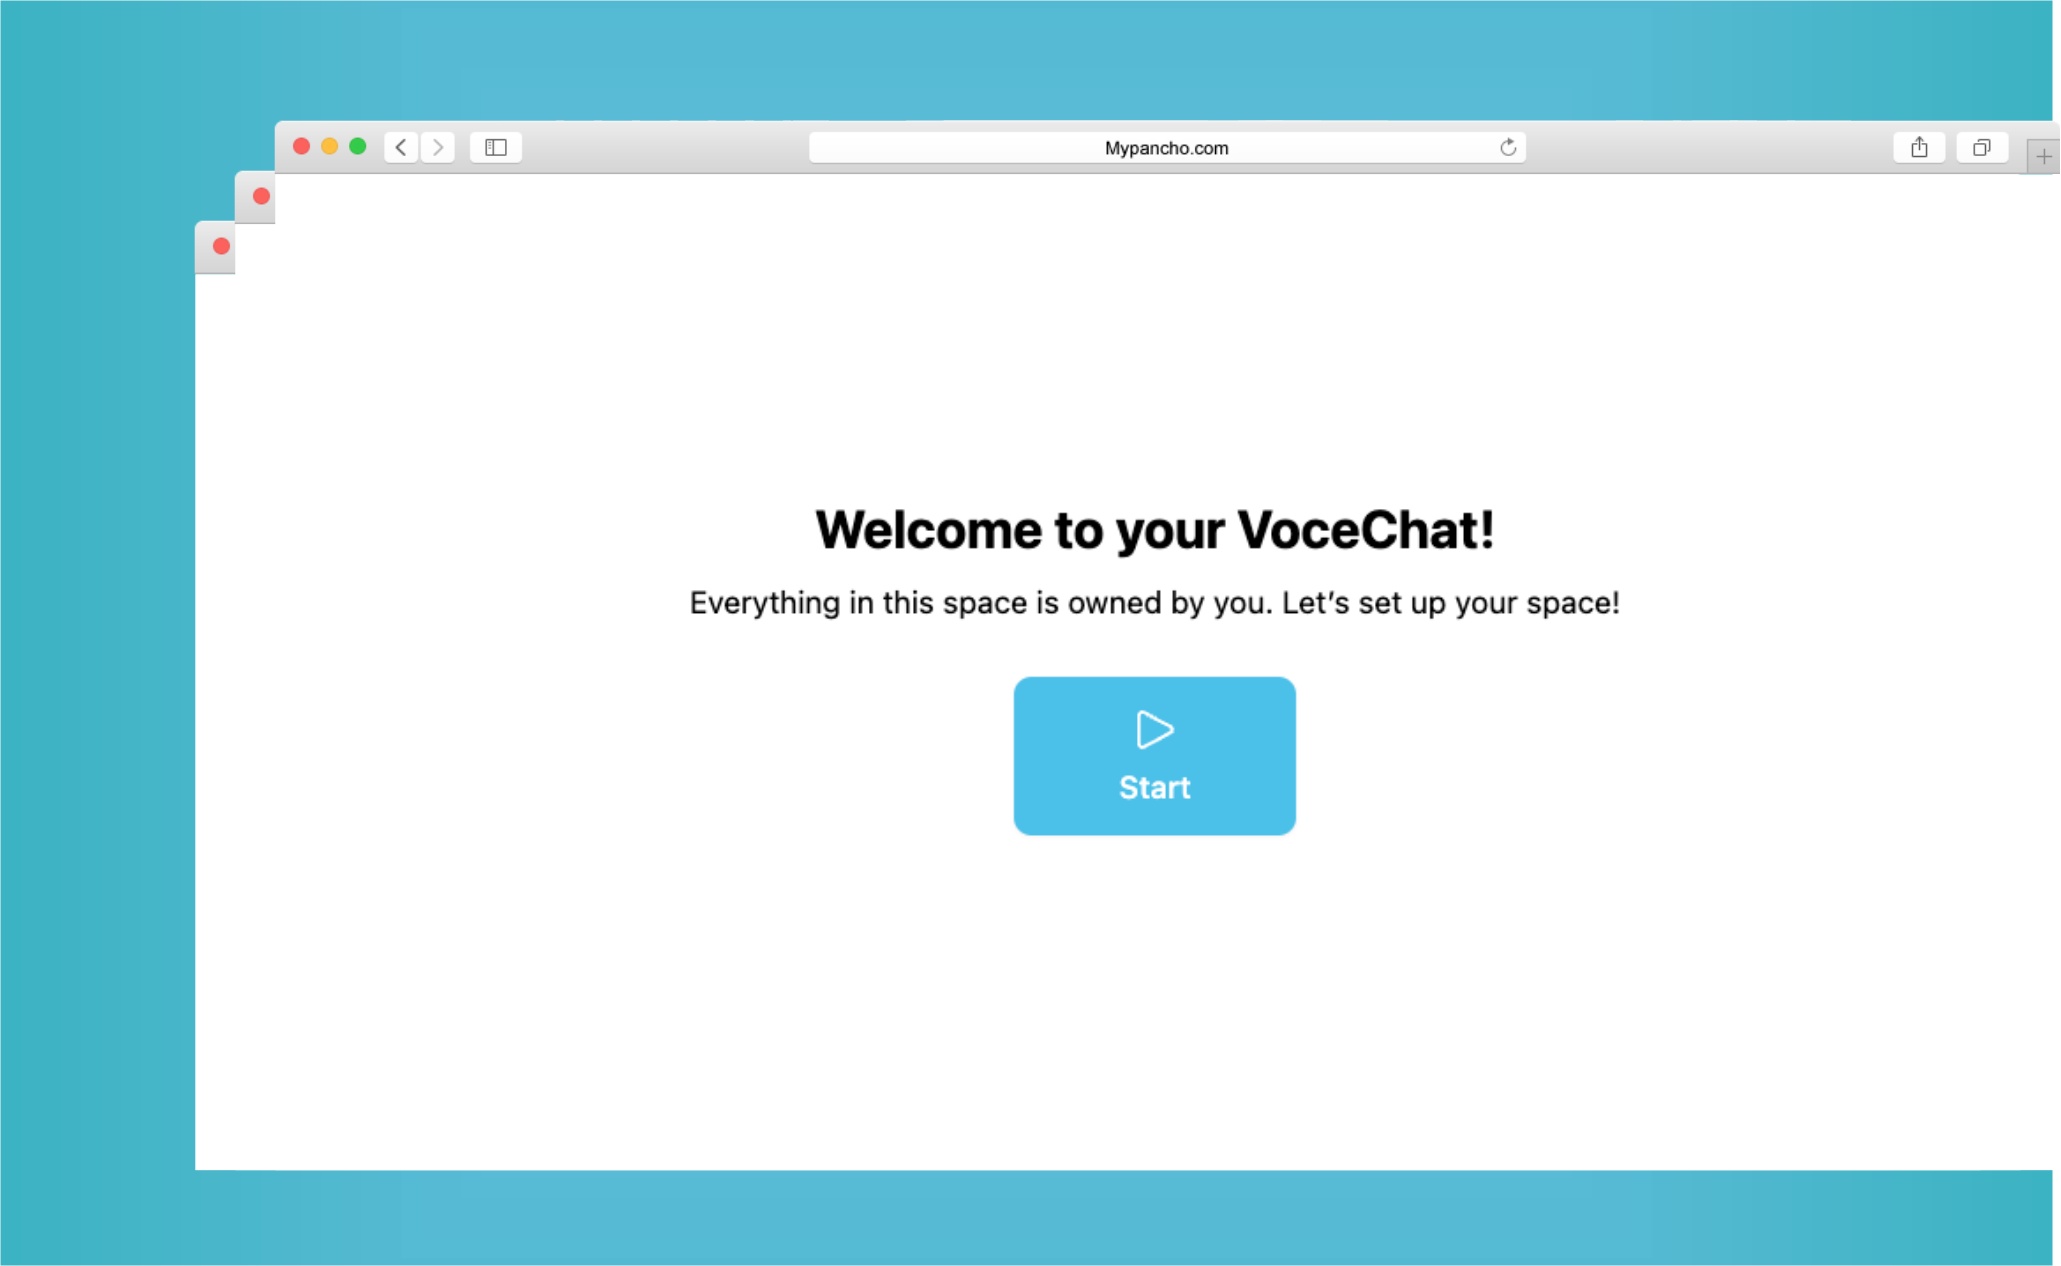 Mypancho.com
Welcome to your VoceChat!
Everything in this space is owned by you. Let's set up your space!
Start